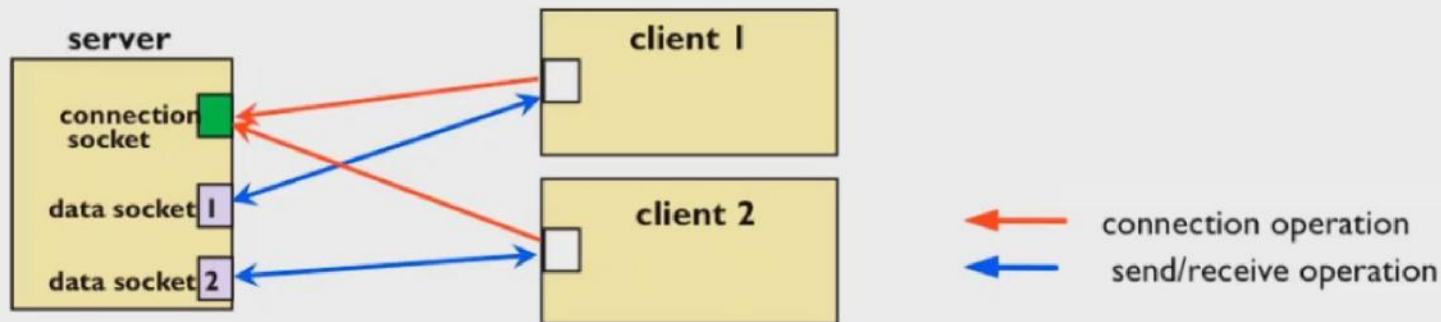 server
connection
socket
data socket 1
data socket 2
client 1
client 2
connection operation
send/receive operation